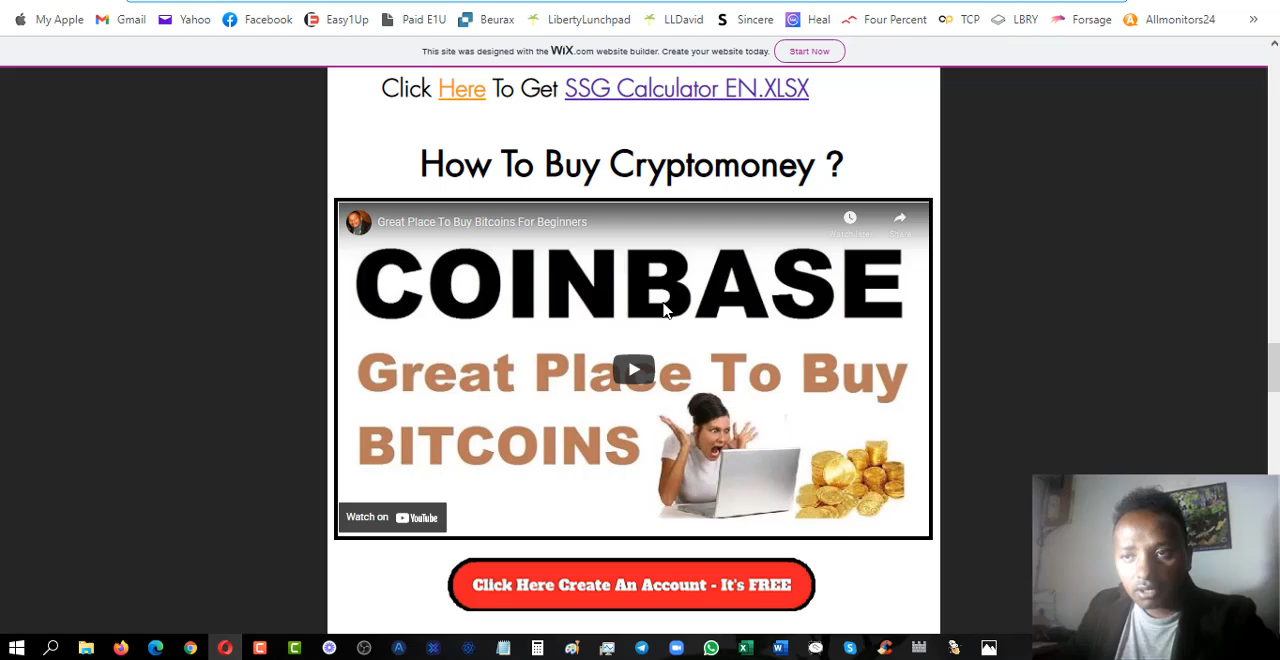 My Apple Gmail Yahoo Facebook Easy1Up Paid E1U Beurax LibertyLunchpad LLDavid Sincere Heal Four Percent TCP LBRY Forsage Allmonitors24 »
This site was designed with the WiX.com website builder. Create your website today. Start Now
Click Here To Get SSG Calculator EN.XLSX
How To Buy Cryptomoney ?
Great Place To Buy Bitcoins For Beginners
Watch later Share
COINBASE
Great Place To Buy
BITCOINS
Watch on YouTube
Click Here Create An Account - It's FREE